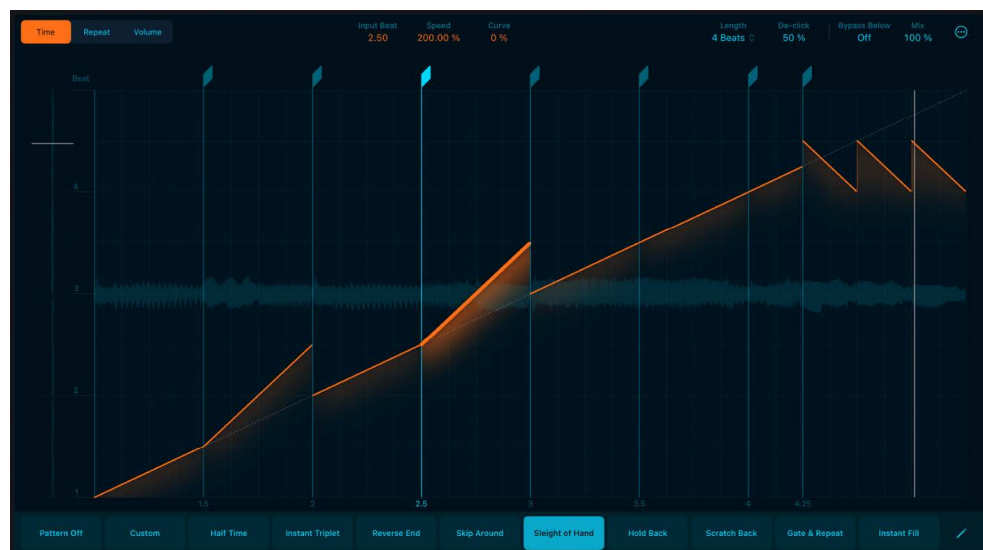 Time Repeat Volume Input Beat Speed Curve Length De-click Bypass Below Mix
2.50 200.00 % 0 % 4 Beats 50 % Off 100 %
Beat
4
3
2
1
1.5 2 2.5 3 3.5 4 4.25
Pattern Off Custom Half Time Instant Triplet Reverse End Skip Around Sleight of Hand Hold Back Scratch Back Gate & Repeat Instant Fill